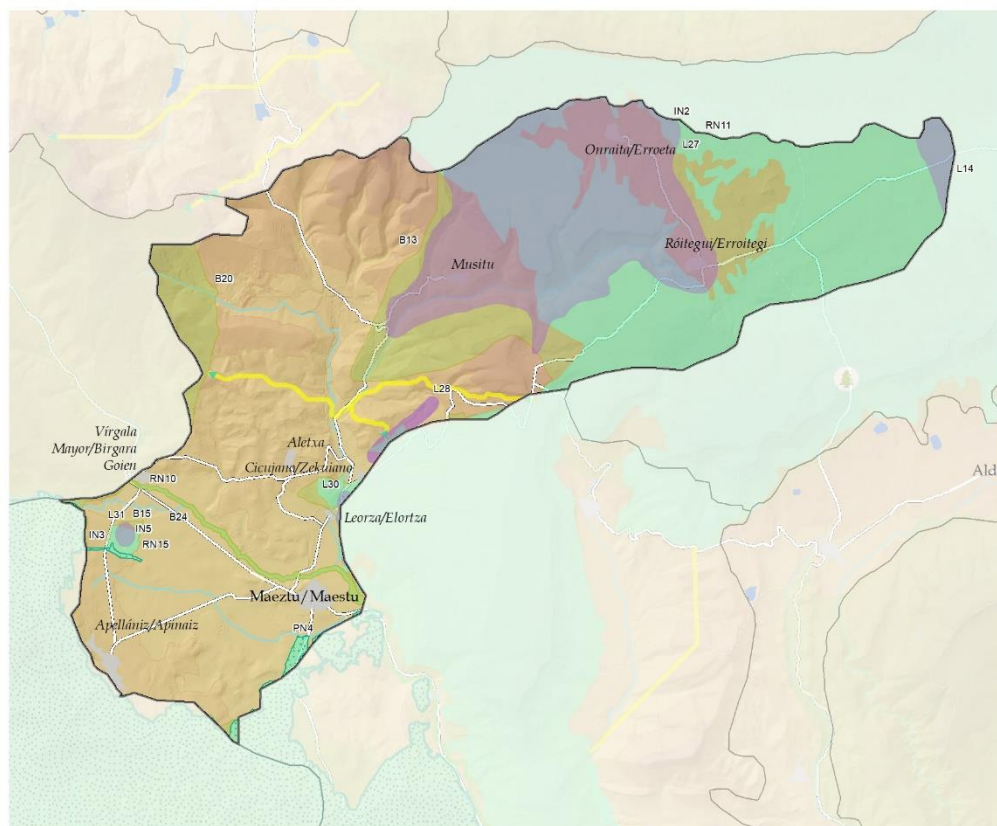 IN2
RN11
Onraita/Erroeta
L27
L14
B13
Róitegui/Erroitegi
Musitu
B20
L28
Vírgala
Mayor/Birgara
Goien
Aletxa
Cicujano/Zekuiano
RN10
L30
L31
B15
B24
Leorza/Elortza
IN3
IN5
RN15
Maeztu/Maestu
Apellániz/Apinaiz
PN4
Ald